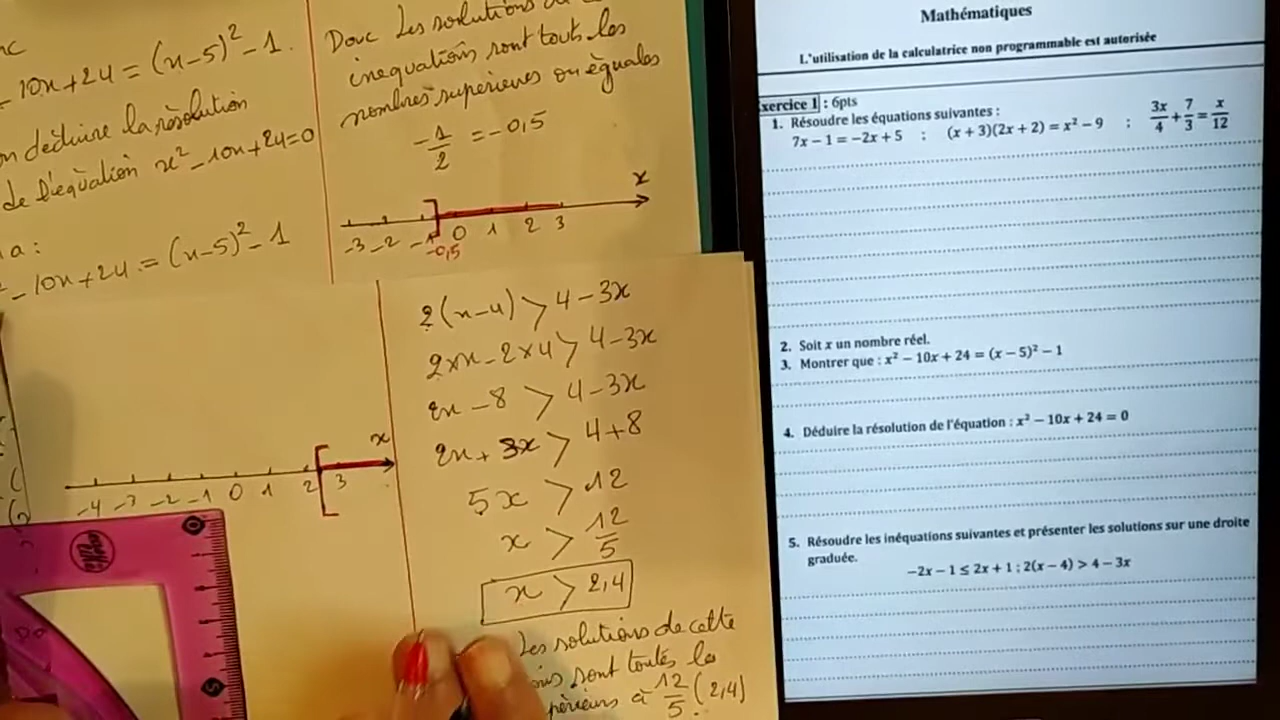 10x+24 = (x-5)² - 1.
on déduire la résolution
de l'équation x² - 10x+24=0
a :
- 10x+24 = (x-5)² - 1
Donc les solutions
inequations sont touts les
nombres superieures ou éguales
-1/2 = -0,5
x
-3 -2 -1 0 1 2 3
-0,5
x
-4 -3 -2 -1 0 1 2 3
2(x-4) > 4-3x
2×x-2×4 > 4-3x
2x-8 > 4-3x
2x+3x > 4+8
5x > 12
x > 12/5
x > 2,4
Les solutions de cette
sont toutes les
à 12/5 (2,4)
0
5
Mathématiques
L'utilisation de la calculatrice non programmable est autorisée
xercice 1 : 6pts
1. Résoudre les équations suivantes :
7x - 1 = -2x + 5 ; (x + 3)(2x + 2) = x² - 9 ; 3x/4 + 7/3 = x/12
2. Soit x un nombre réel.
3. Montrer que : x² - 10x + 24 = (x - 5)² - 1
4. Déduire la résolution de l'équation : x² - 10x + 24 = 0
5. Résoudre les inéquations suivantes et présenter les solutions sur une droite
graduée.
-2x - 1 ≤ 2x + 1 ; 2(x - 4) > 4 - 3x